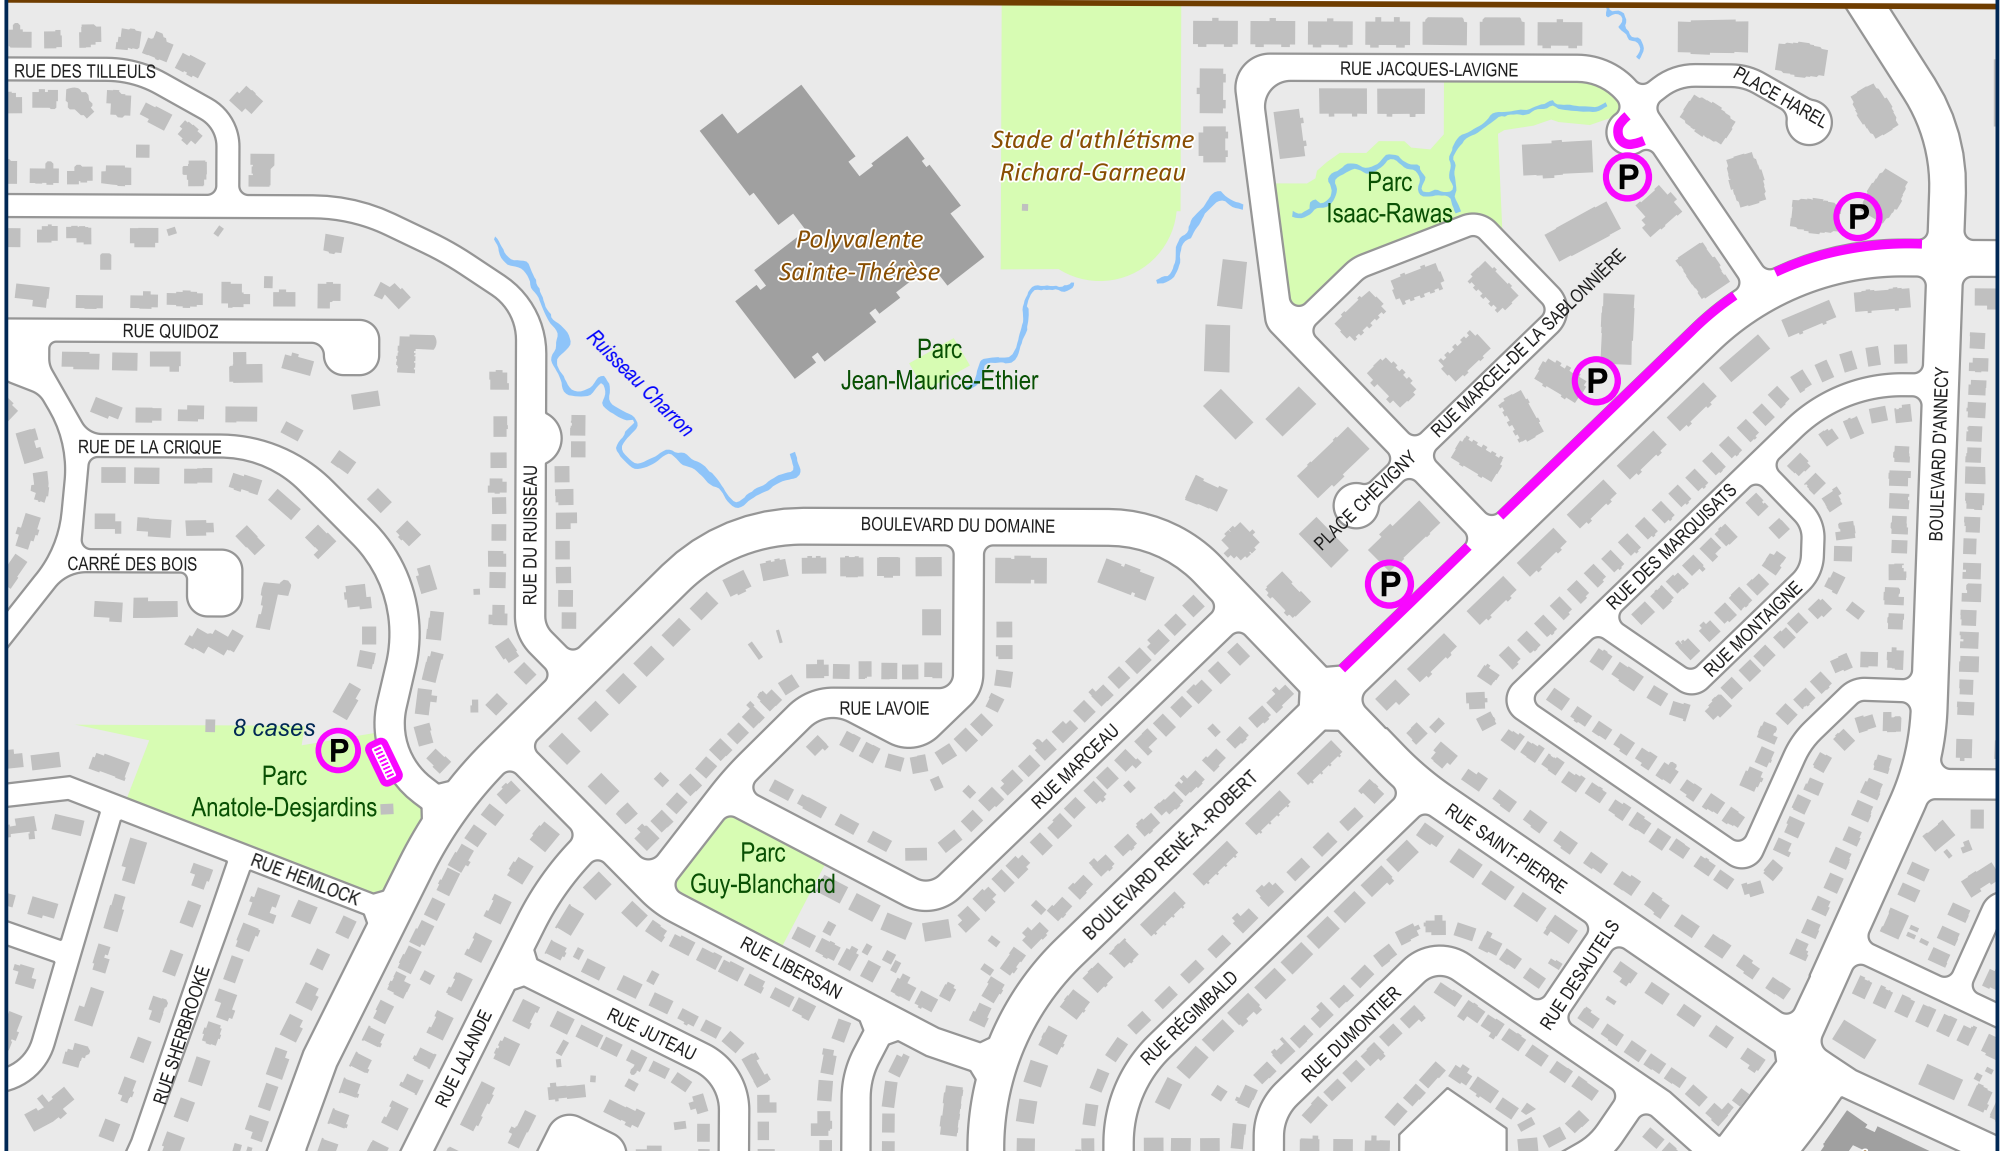 RUE DES TILLEULS
RUE JACQUES-LAVIGNE
PLACE HAREL
Stade d'athlétisme
Richard-Garneau
P
Parc
Isaac-Rawas
P
Polyvalente
Sainte-Thérèse
RUE QUIDOZ
Ruisseau Charron
Parc
Jean-Maurice-Éthier
RUE MARCEL-DE LA SABLONNIÈRE
P
BOULEVARD D'ANNECY
RUE DE LA CRIQUE
RUE DU RUISSEAU
PLACE CHEVIGNY
BOULEVARD DU DOMAINE
RUE DES MARQUISATS
CARRÉ DES BOIS
P
RUE MONTAIGNE
RUE LAVOIE
8 cases
P
Parc
Anatole-Desjardins
RUE MARCEAU
BOULEVARD RENÉ-A.-ROBERT
RUE SAINT-PIERRE
RUE HEMLOCK
Parc
Guy-Blanchard
RUE LIBERSAN
RUE DESAUTELS
RUE SHERBROOKE
RUE LALANDE
RUE JUTEAU
RUE RÉGIMBALD
RUE DUMONTIER